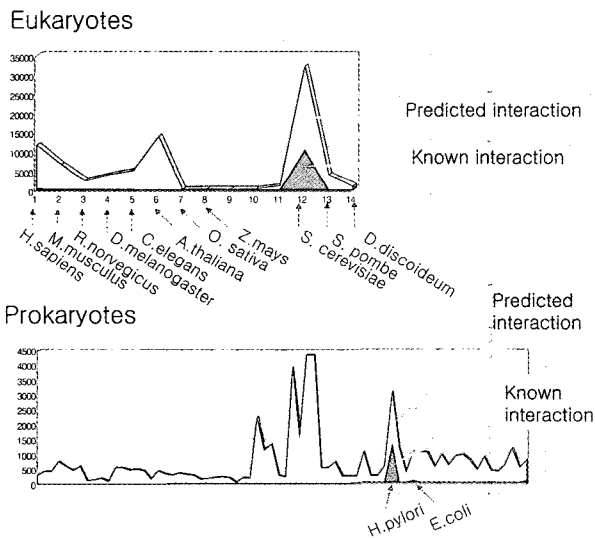 Eukaryotes
35000
30000
25000
20000
15000
10000
5000
0
1 2 3 4 5 6 7 8 9 10 11 12 13 14
H.sapiens
M.musculus
R.norvegicus
D.melanogaster
C.elegans
A.thaliana
O. sativa
Z.mays
S. cerevisiae
S. pombe
D.discoideum
Predicted interaction
Known interaction
Prokaryotes
4500
4000
3500
3000
2500
2000
1500
1000
500
0
H.pylori
E.coli
Predicted
interaction
Known
interaction